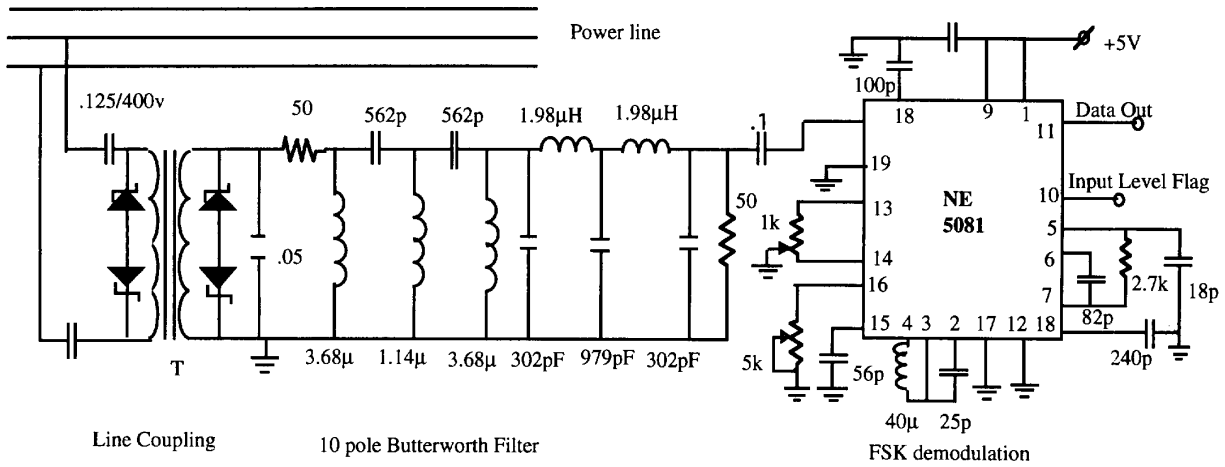 Power line
+5V
.125/400v
50
562p
562p
1.98μH
1.98μH
.1
100p
18
9
1
11
Data Out
19
10
Input Level Flag
NE
5081
50
1k
13
14
5
6
7
2.7k
18p
82p
.05
16
15
4
3
2
17
12
18
240p
5k
56p
T
3.68μ
1.14μ
3.68μ
302pF
979pF
302pF
40μ
25p
Line Coupling
10 pole Butterworth Filter
FSK demodulation